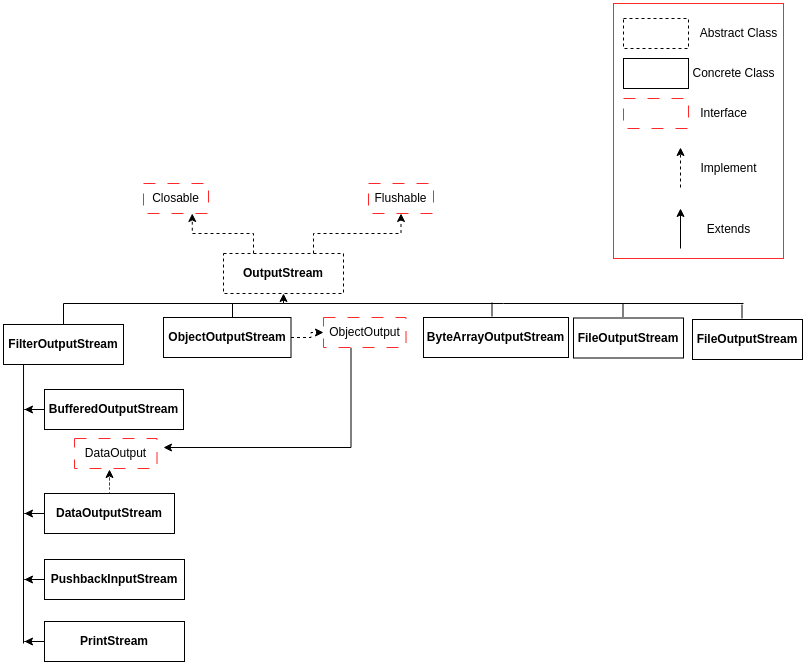 Abstract Class
Concrete Class
Interface
Implement
Extends
Closable
Flushable
OutputStream
FilterOutputStream
ObjectOutputStream
ObjectOutput
ByteArrayOutputStream
FileOutputStream
FileOutputStream
BufferedOutputStream
DataOutput
DataOutputStream
PushbackInputStream
PrintStream